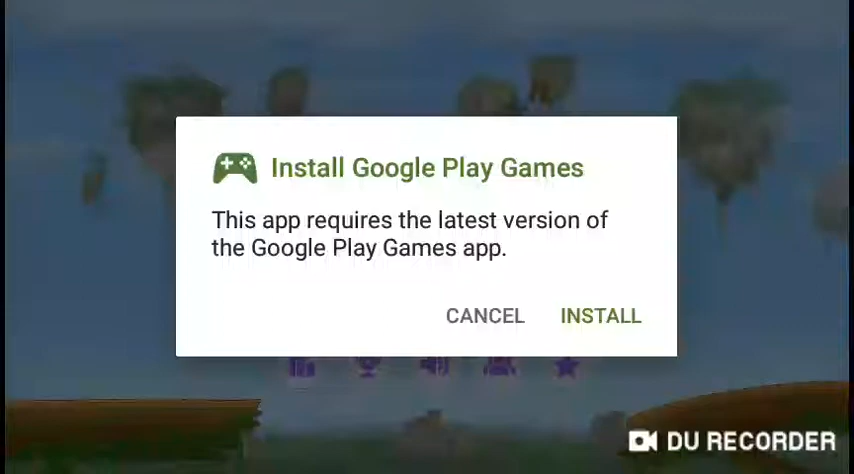 Install Google Play Games
This app requires the latest version of
the Google Play Games app.
CANCEL INSTALL
DU RECORDER